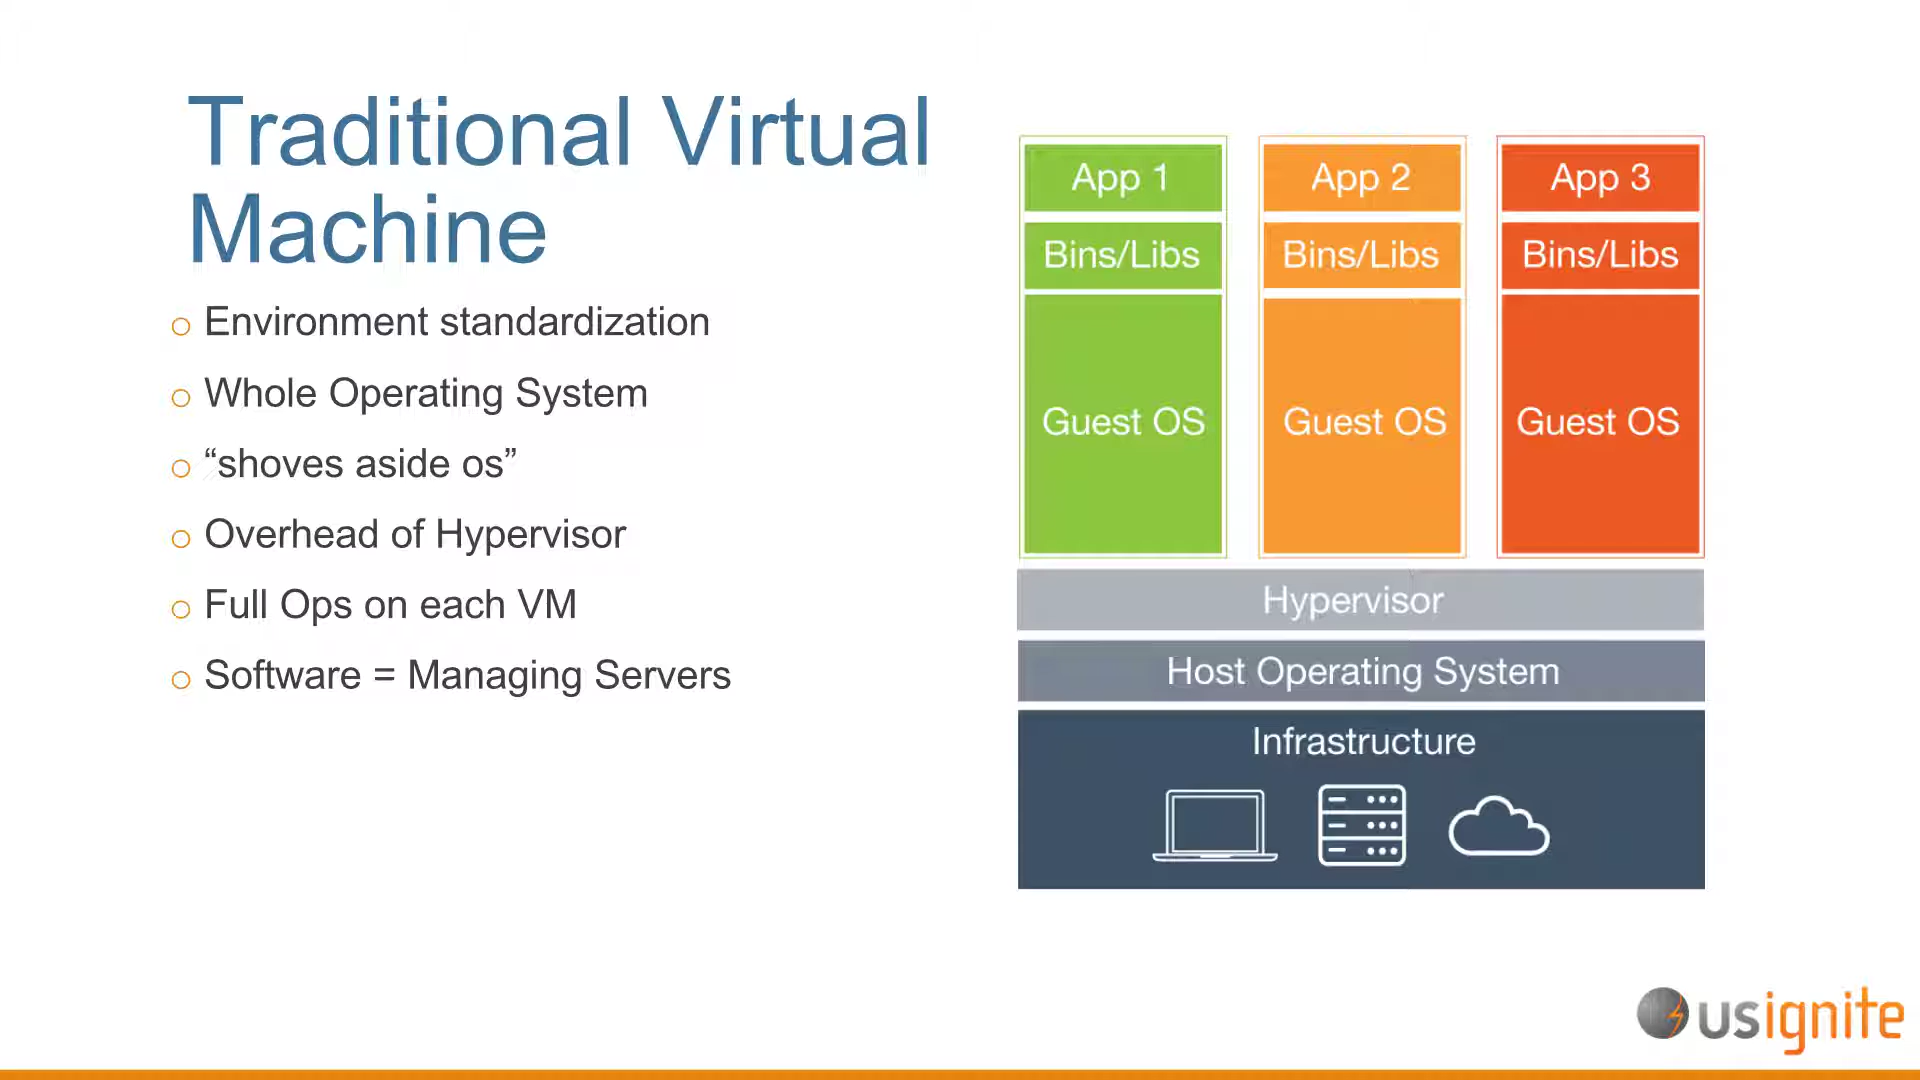 Traditional Virtual
Machine
Environment standardization
Whole Operating System
“shoves aside os”
Overhead of Hypervisor
Full Ops on each VM
Software = Managing Servers
App 1
Bins/Libs
Guest OS
App 2
Bins/Libs
Guest OS
App 3
Bins/Libs
Guest OS
Hypervisor
Host Operating System
Infrastructure
usignite